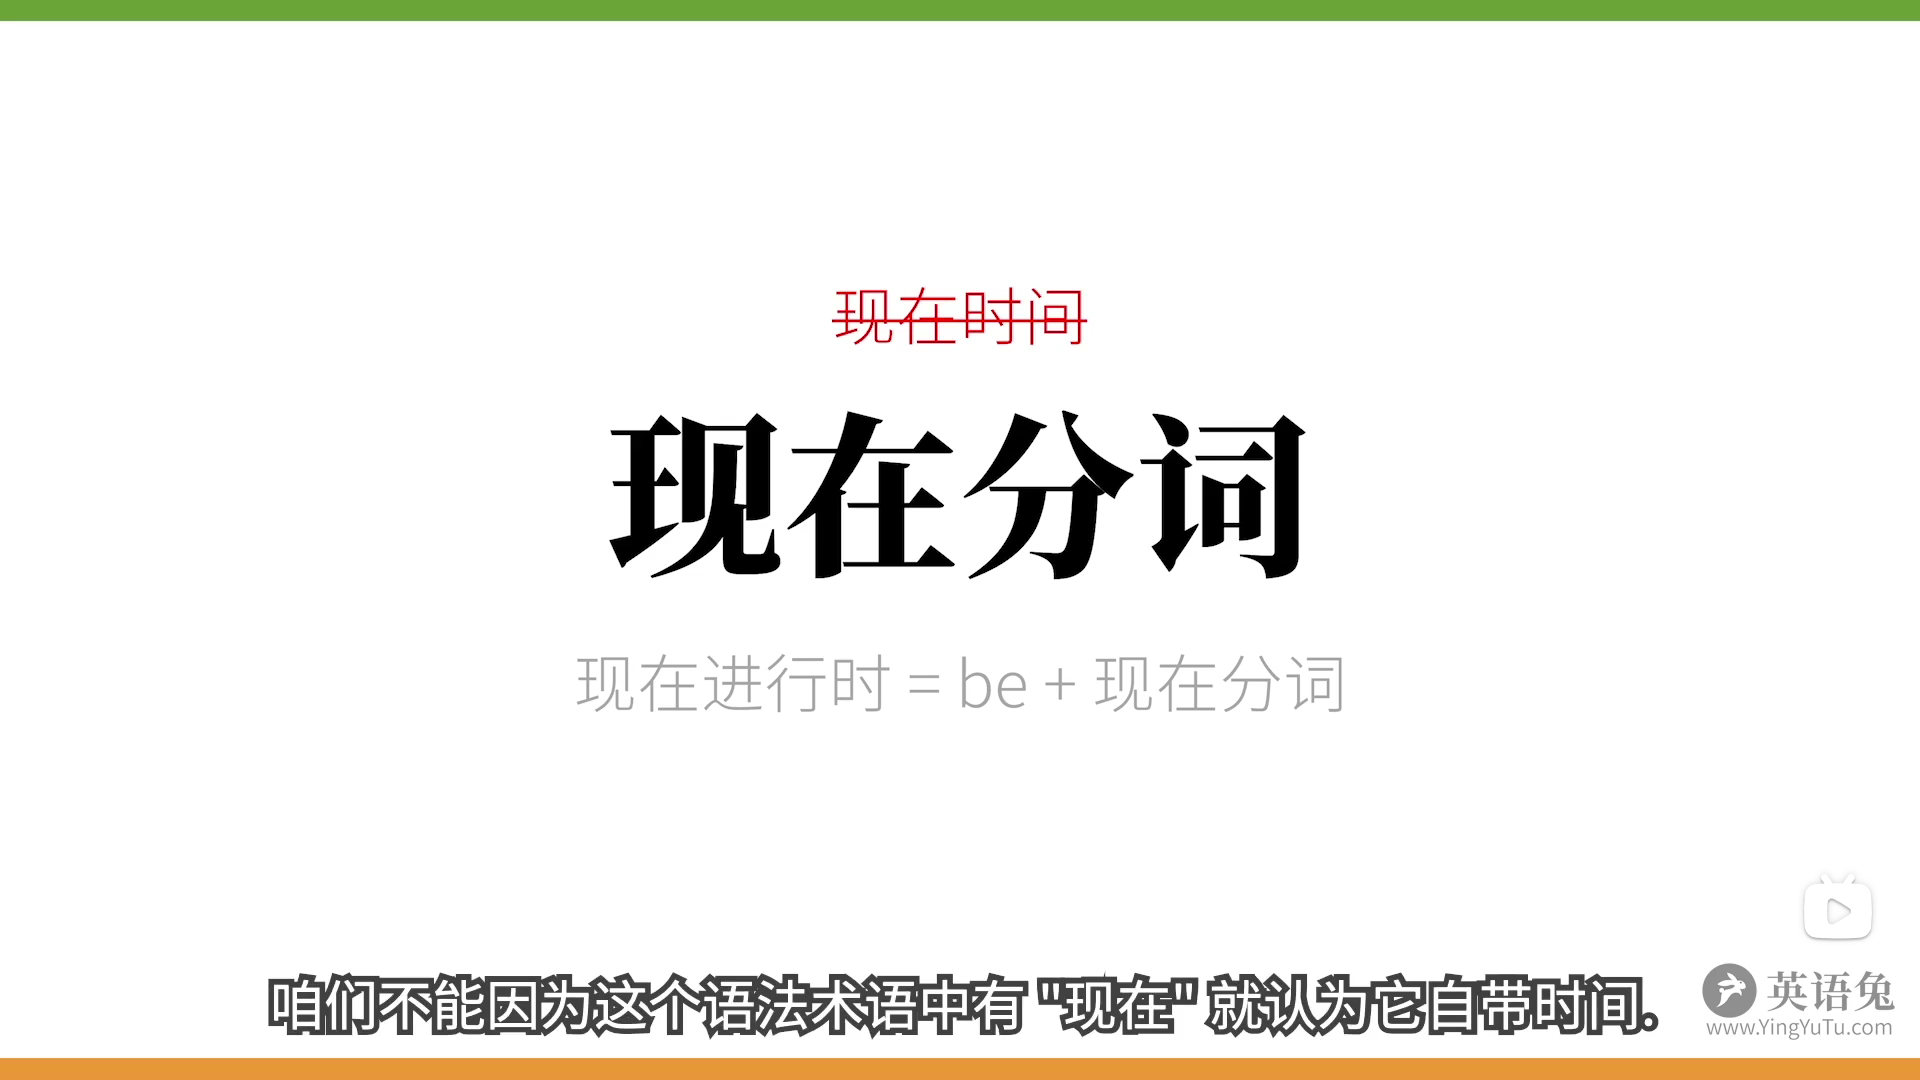 现在时间
现在分词
现在进行时 = be + 现在分词
咱们不能因为这个语法术语中有 "现在" 就认为它自带时间.
英语兔
www.YingYuTu.com